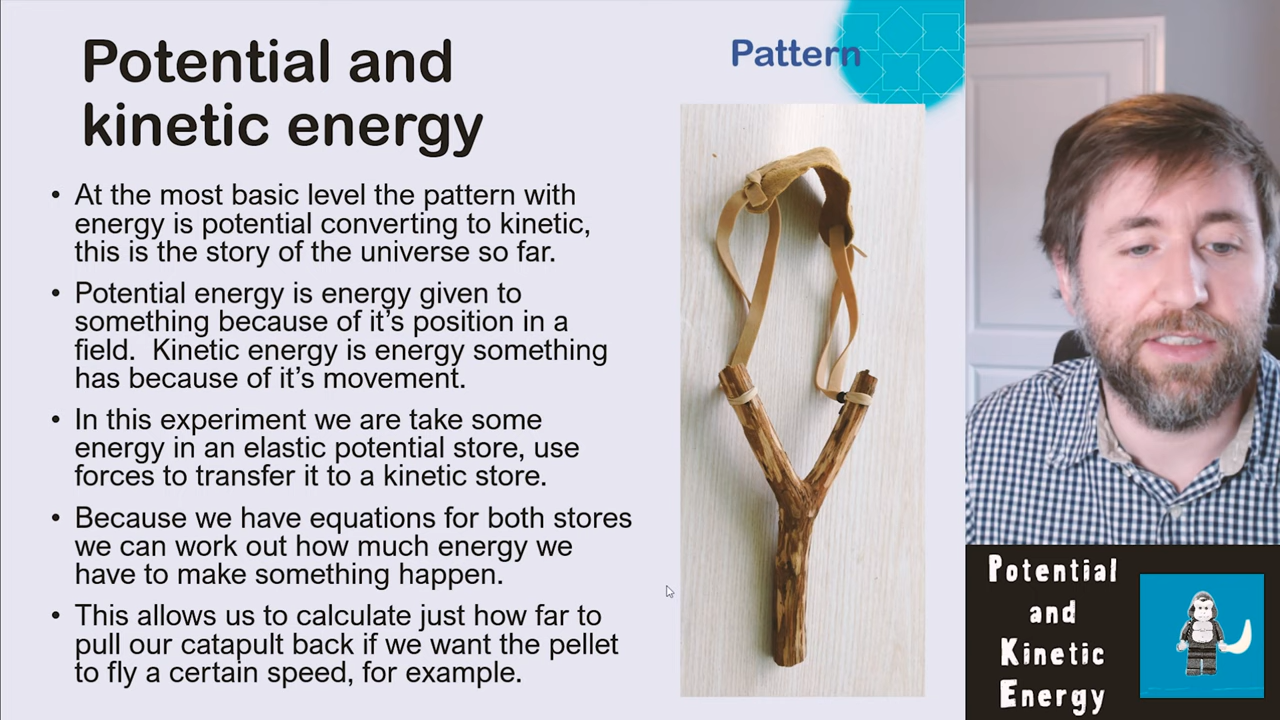 Potential and
kinetic energy
Pattern
• At the most basic level the pattern with
energy is potential converting to kinetic,
this is the story of the universe so far.
• Potential energy is energy given to
something because of it's position in a
field.  Kinetic energy is energy something
has because of it's movement.
• In this experiment we are take some
energy in an elastic potential store, use
forces to transfer it to a kinetic store.
• Because we have equations for both stores
we can work out how much energy we
have to make something happen.
• This allows us to calculate just how far to
pull our catapult back if we want the pellet
to fly a certain speed, for example.
Potential
and
Kinetic
Energy